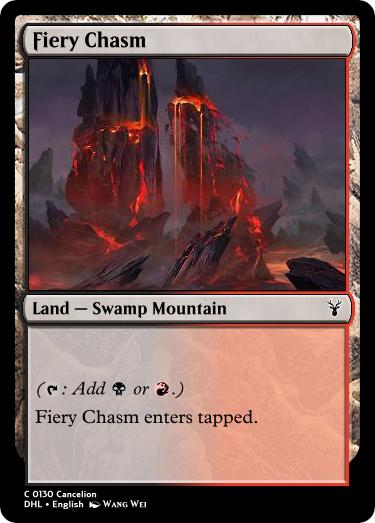 Fiery Chasm
Land — Swamp Mountain
(: Add or .)
Fiery Chasm enters tapped.
C 0130 Cancelion
DHL • English Wang Wei